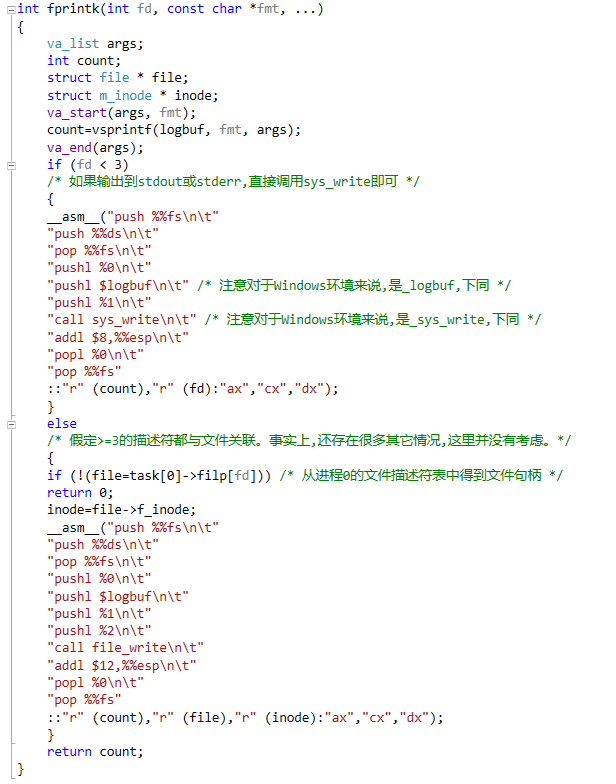 int fprintk(int fd, const char *fmt, ...)
{
    va_list args;
    int count;
    struct file * file;
    struct m_inode * inode;
    va_start(args, fmt);
    count=vsprintf(logbuf, fmt, args);
    va_end(args);
    if (fd < 3)
    /* 如果输出到stdout或stderr,直接调用sys_write即可 */
    {
    __asm__("push %%fs\n\t"
    "push %%ds\n\t"
    "pop %%fs\n\t"
    "pushl %0\n\t"
    "pushl $logbuf\n\t" /* 注意对于Windows环境来说,是_logbuf,下同 */
    "pushl %1\n\t"
    "call sys_write\n\t" /* 注意对于Windows环境来说,是_sys_write,下同 */
    "addl $8,%%esp\n\t"
    "popl %0\n\t"
    "pop %%fs"
    ::"r" (count),"r" (fd):"ax","cx","dx");
    }
    else
    /* 假定>=3的描述符都与文件关联。事实上,还存在很多其它情况,这里并没有考虑。*/
    {
    if (!(file=task[0]->filp[fd])) /* 从进程0的文件描述符表中得到文件句柄 */
    return 0;
    inode=file->f_inode;
    __asm__("push %%fs\n\t"
    "push %%ds\n\t"
    "pop %%fs\n\t"
    "pushl %0\n\t"
    "pushl $logbuf\n\t"
    "pushl %1\n\t"
    "pushl %2\n\t"
    "call file_write\n\t"
    "addl $12,%%esp\n\t"
    "popl %0\n\t"
    "pop %%fs"
    ::"r" (count),"r" (file),"r" (inode):"ax","cx","dx");
    }
    return count;
}